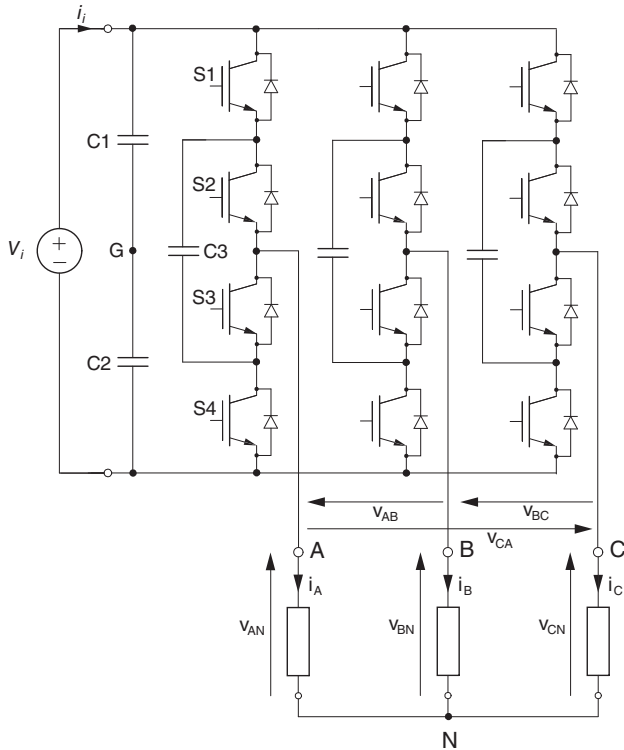 i_i
S1
C1
S2
V_i
+
−
G
C3
S3
C2
S4
v_AB
v_BC
v_CA
A
B
C
i_A
i_B
i_C
v_AN
v_BN
v_CN
N